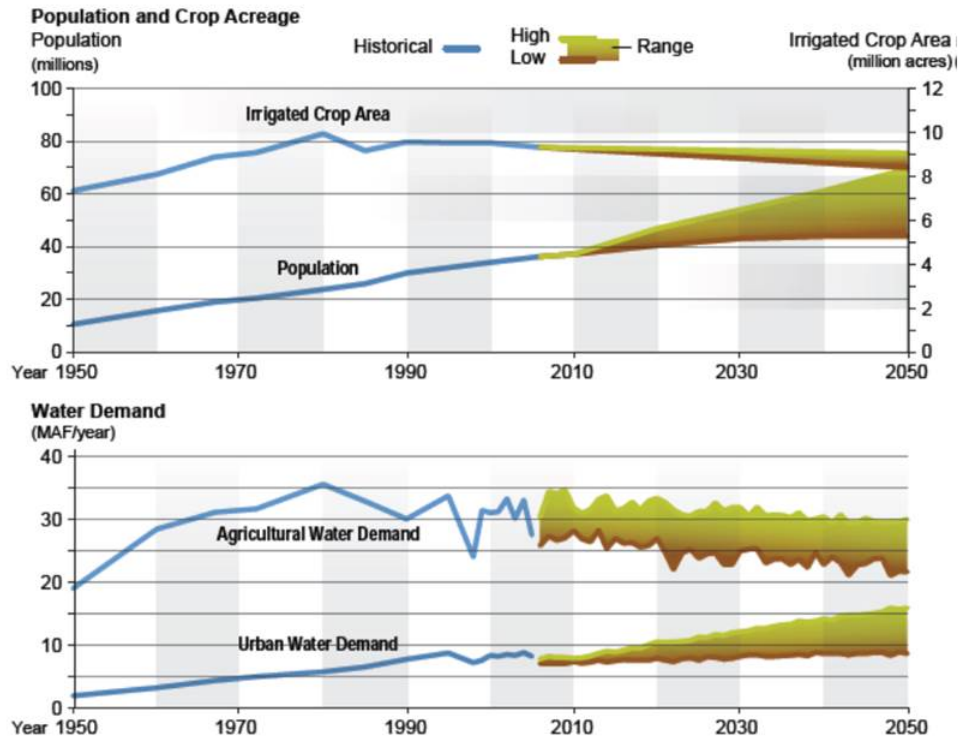 Population and Crop Acreage
Population
(millions)
Historical
High
Low
Range
Irrigated Crop Area
(million acres)
100
80
60
40
20
0
12
10
8
6
4
2
0
Irrigated Crop Area
Population
Year 1950 1970 1990 2010 2030 2050
Water Demand
(MAF/year)
40
30
20
10
0
Agricultural Water Demand
Urban Water Demand
Year 1950 1970 1990 2010 2030 2050